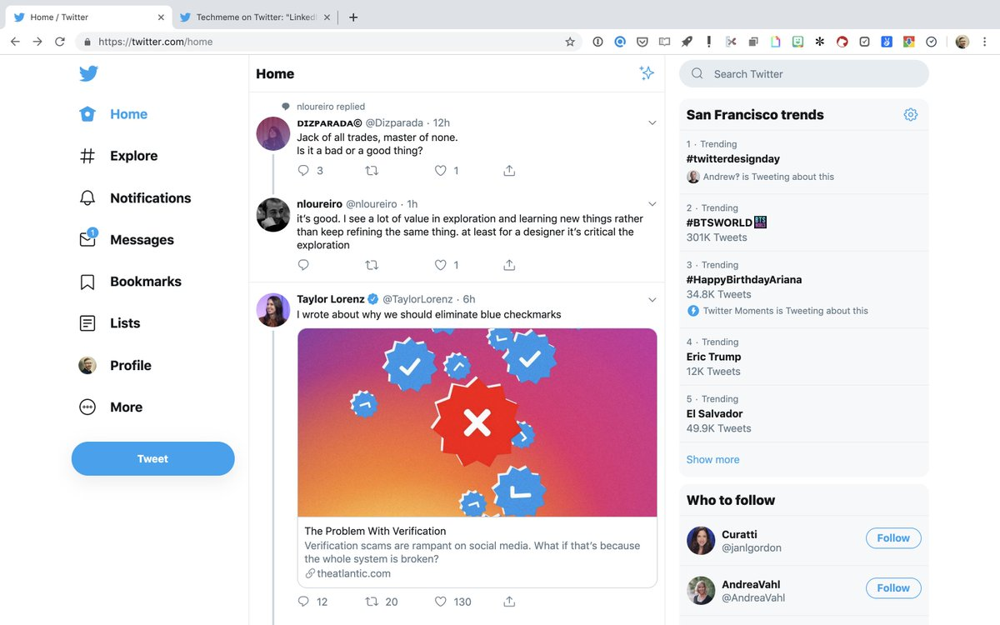 Home / Twitter
Techmeme on Twitter: "Linked
https://twitter.com/home
Home
Explore
Notifications
1
Messages
Bookmarks
Lists
Profile
More
Tweet
Home
nloureiro replied
DIZPARADA© @Dizparada · 12h
Jack of all trades, master of none.
Is it a bad or a good thing?
3
1
nloureiro @nloureiro · 1h
it's good. I see a lot of value in exploration and learning new things rather
than keep refining the same thing. at least for a designer it's critical the
exploration
1
Taylor Lorenz @TaylorLorenz · 6h
I wrote about why we should eliminate blue checkmarks
The Problem With Verification
Verification scams are rampant on social media. What if that's because
the whole system is broken?
theatlantic.com
12
20
130
Search Twitter
San Francisco trends
1 · Trending
#twitterdesignday
Andrew? is Tweeting about this
2 · Trending
#BTSWORLD
301K Tweets
3 · Trending
#HappyBirthdayAriana
34.8K Tweets
Twitter Moments is Tweeting about this
4 · Trending
Eric Trump
12K Tweets
5 · Trending
El Salvador
49.9K Tweets
Show more
Who to follow
Curatti
@janlgordon
Follow
AndreaVahl
@AndreaVahl
Follow